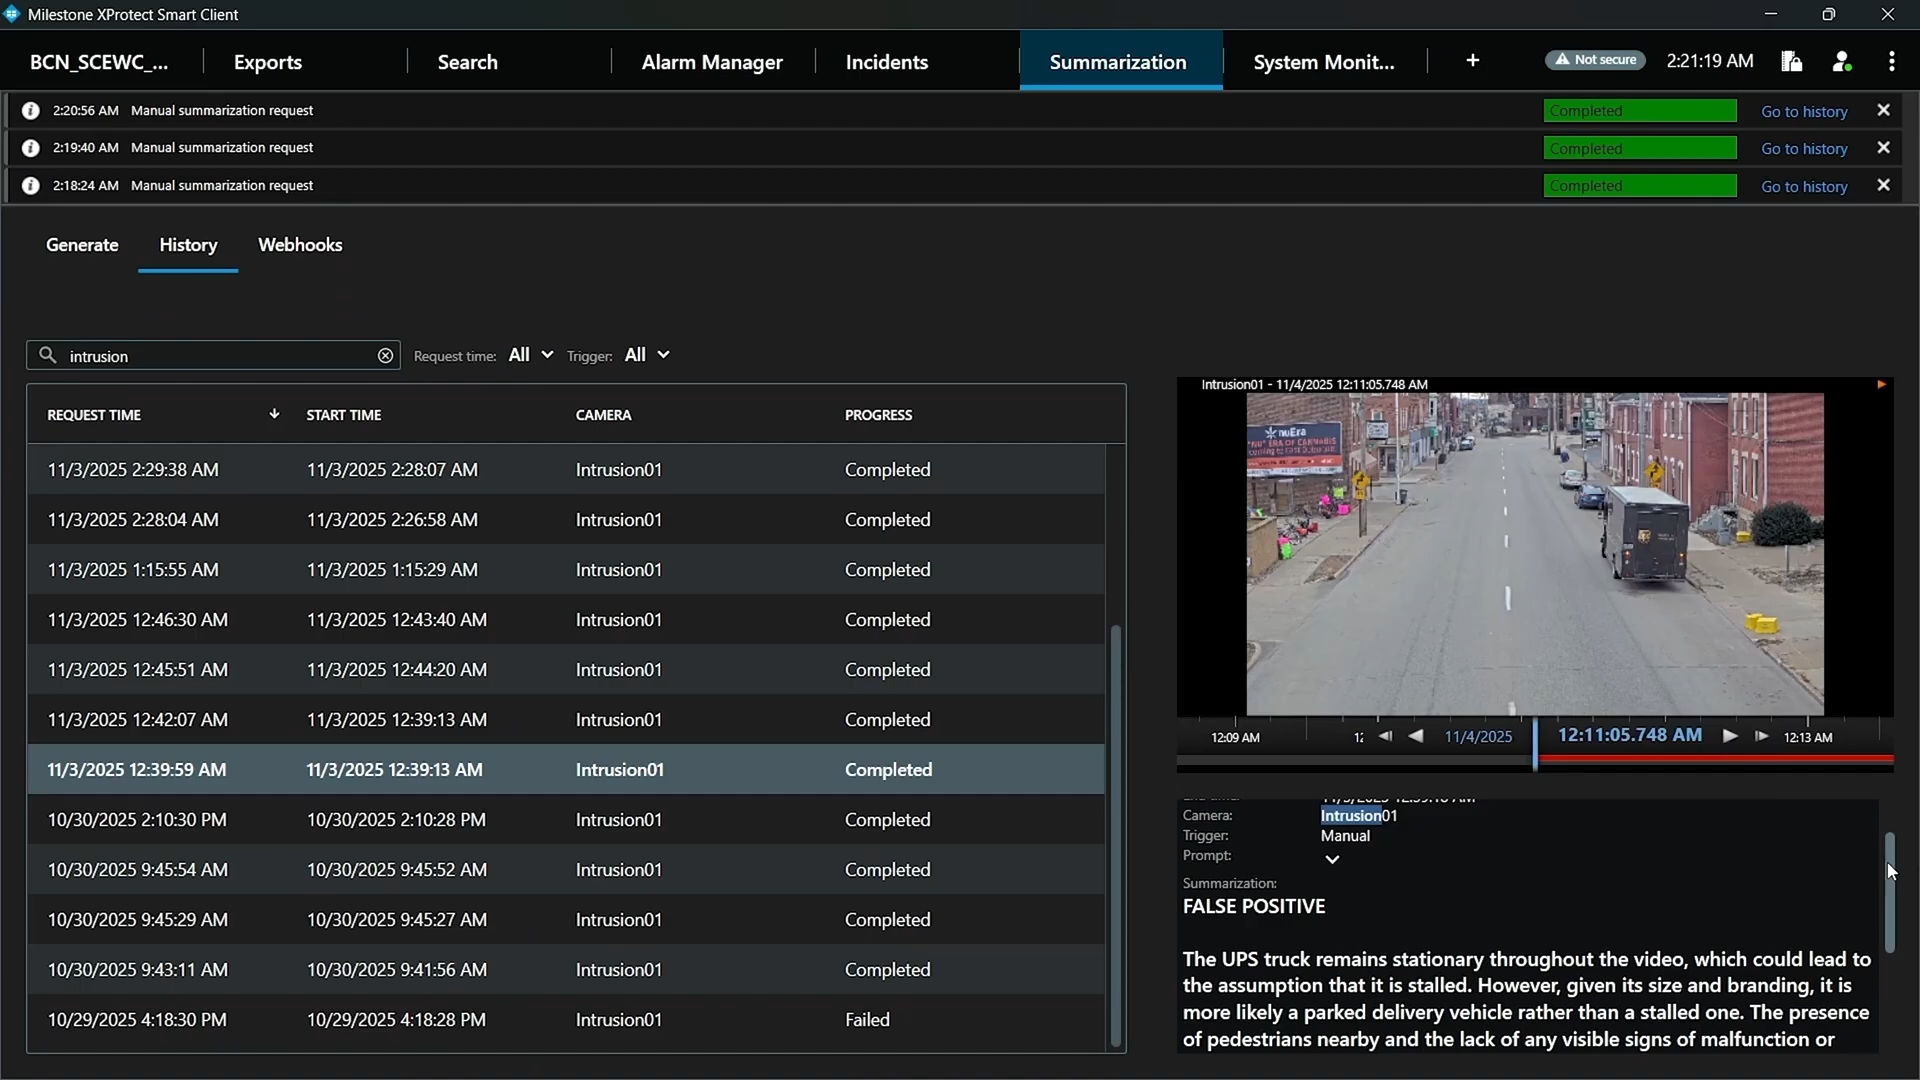 Milestone XProtect Smart Client
BCN_SCEWC_... Exports Search Alarm Manager Incidents Summarization System Monit... + Not secure 2:21:19 AM
2:20:56 AM Manual summarization request Completed Go to history
2:19:40 AM Manual summarization request Completed Go to history
2:18:24 AM Manual summarization request Completed Go to history
Generate History Webhooks
intrusion Request time: All Trigger: All
REQUEST TIME START TIME CAMERA PROGRESS
11/3/2025 2:29:38 AM 11/3/2025 2:28:07 AM Intrusion01 Completed
11/3/2025 2:28:04 AM 11/3/2025 2:26:58 AM Intrusion01 Completed
11/3/2025 1:15:55 AM 11/3/2025 1:15:29 AM Intrusion01 Completed
11/3/2025 12:46:30 AM 11/3/2025 12:43:40 AM Intrusion01 Completed
11/3/2025 12:45:51 AM 11/3/2025 12:44:20 AM Intrusion01 Completed
11/3/2025 12:42:07 AM 11/3/2025 12:39:13 AM Intrusion01 Completed
11/3/2025 12:39:59 AM 11/3/2025 12:39:13 AM Intrusion01 Completed
10/30/2025 2:10:30 PM 10/30/2025 2:10:28 PM Intrusion01 Completed
10/30/2025 9:45:54 AM 10/30/2025 9:45:52 AM Intrusion01 Completed
10/30/2025 9:45:29 AM 10/30/2025 9:45:27 AM Intrusion01 Completed
10/30/2025 9:43:11 AM 10/30/2025 9:41:56 AM Intrusion01 Completed
10/29/2025 4:18:30 PM 10/29/2025 4:18:28 PM Intrusion01 Failed
Intrusion01 - 11/4/2025 12:11:05.748 AM
nuEra
12:09 AM 12 11/4/2025 12:11:05.748 AM 12:13 AM
Camera: Intrusion01
Trigger: Manual
Prompt:
Summarization:
FALSE POSITIVE
The UPS truck remains stationary throughout the video, which could lead to
the assumption that it is stalled. However, given its size and branding, it is
more likely a parked delivery vehicle rather than a stalled one. The presence
of pedestrians nearby and the lack of any visible signs of malfunction or